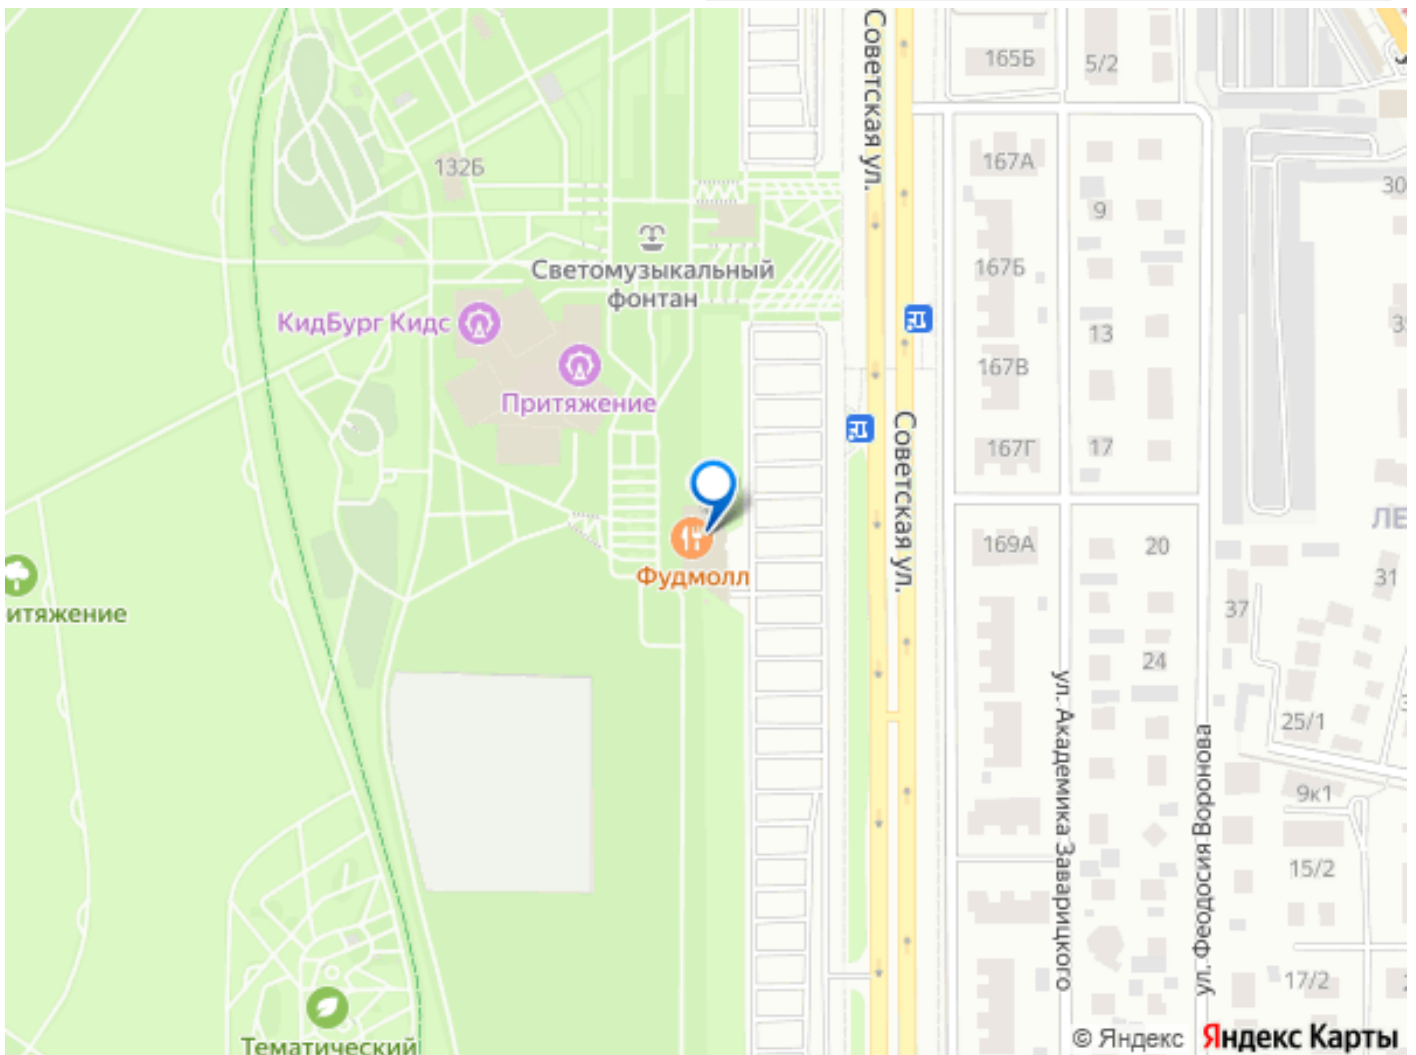 Советская ул.
165Б
5/2
132Б
167А
30
9
Светомузыкальный
фонтан
167Б
КидБург Кидс
13
167В
Притяжение
Советская ул.
167Г
17
ЛЕ
169А
20
Фудмолл
31
итяжение
37
24
ул. Академика Заварицкого
25/1
ул. Феодосия Воронова
9к1
15/2
17/2
Тематический
© Яндекс Яндекс Карты